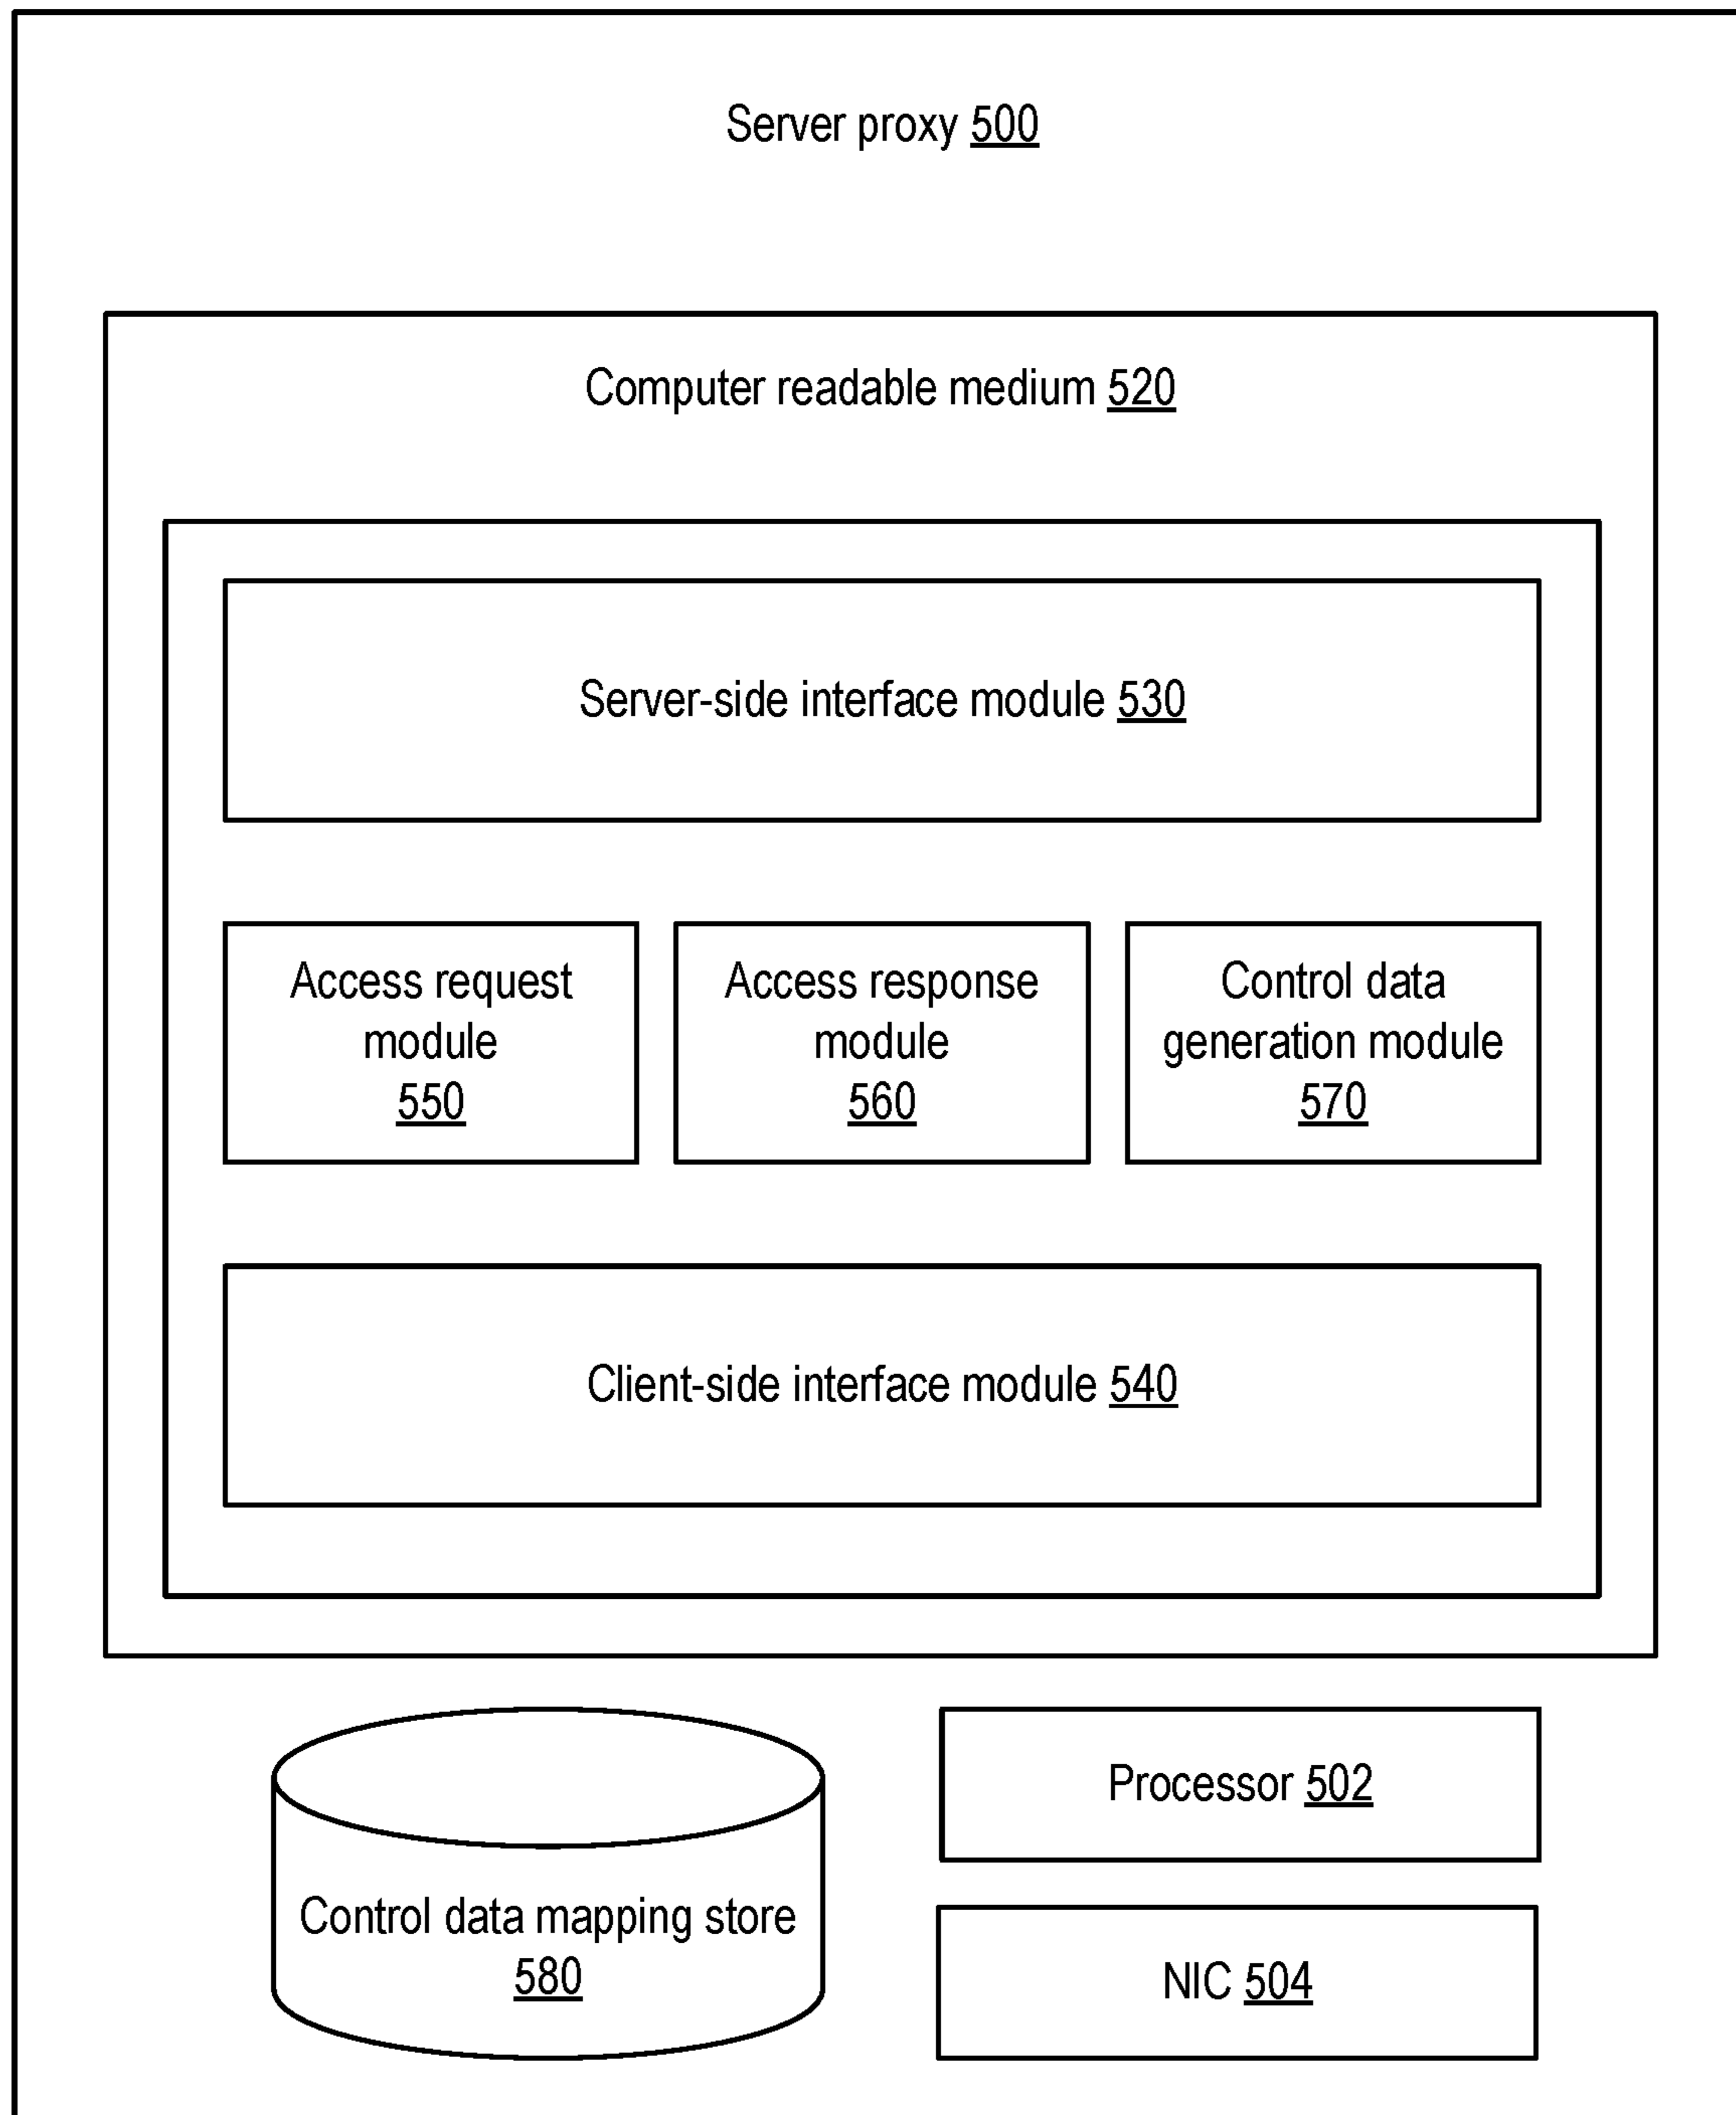 Server proxy 500
Computer readable medium 520
Server-side interface module 530
Access request
module
550
Access response
module
560
Control data
generation module
570
Client-side interface module 540
Control data mapping store
580
Processor 502
NIC 504